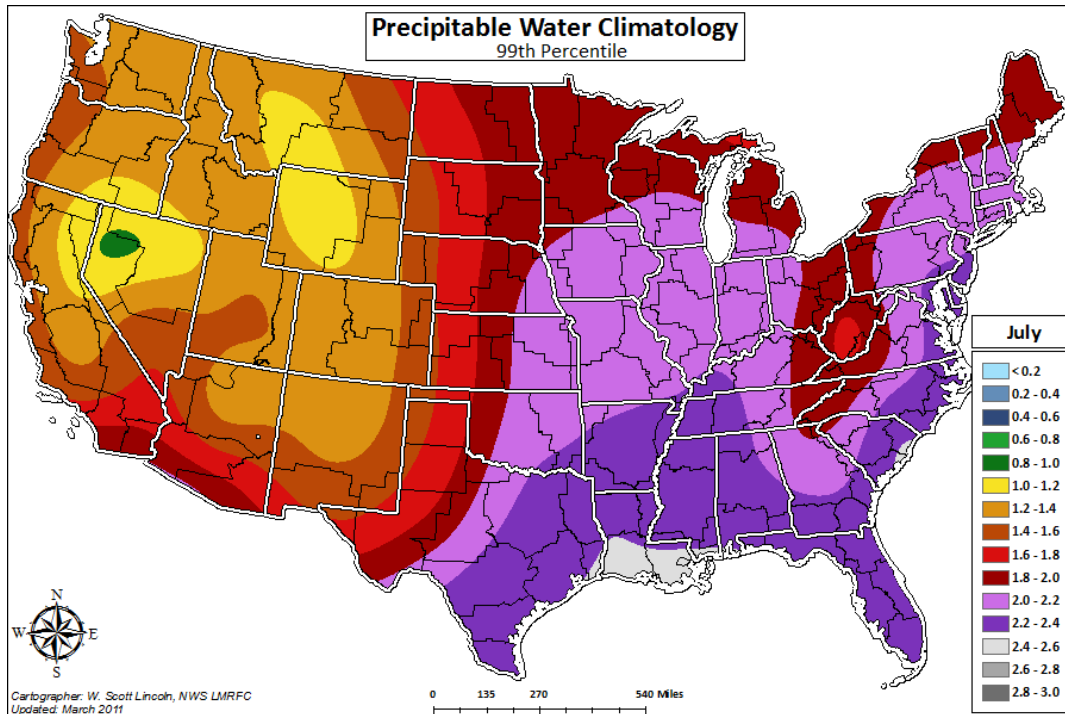 Precipitable Water Climatology
99th Percentile
July
< 0.2
0.2 - 0.4
0.4 - 0.6
0.6 - 0.8
0.8 - 1.0
1.0 - 1.2
1.2 - 1.4
1.4 - 1.6
1.6 - 1.8
1.8 - 2.0
2.0 - 2.2
2.2 - 2.4
2.4 - 2.6
2.6 - 2.8
2.8 - 3.0
N
W E
S
Cartographer: W. Scott Lincoln, NWS LMRFC
Updated: March 2011
0 135 270 540 Miles